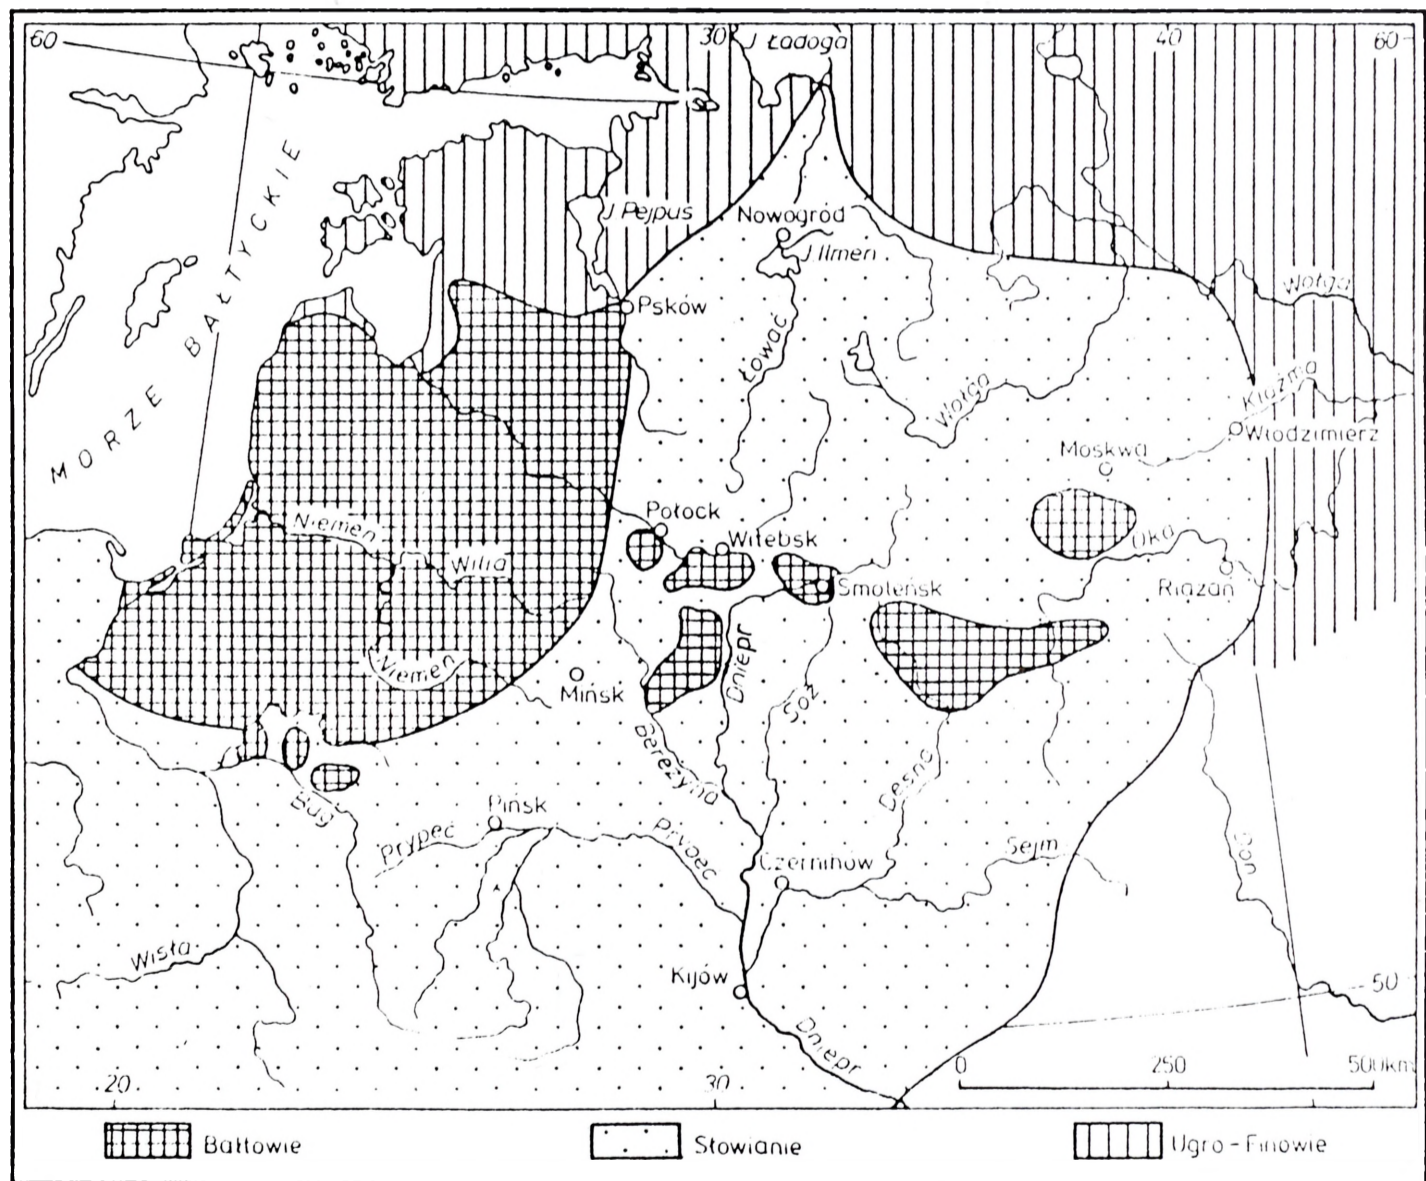 60
30
40
60
J Ładoga
MORZE BAŁTYCKIE
J Pejpus
Nowogród
J Ilmen
Psków
Łować
Wołga
Wołga
Klaźma
Włodzimierz
Moskwa
Niemen
Wilia
Połock
Witebsk
Smoleńsk
Oka
Riazań
Niemen
Mińsk
Dniepr
Soż
Berezyna
Desna
Bug
Pińsk
Prypeć
Prypeć
Czernihów
Sejm
Don
Wisła
Kijów
50
Dniepr
20
30
0 250 500km
Bałtowie
Słowianie
Ugro-Finowie